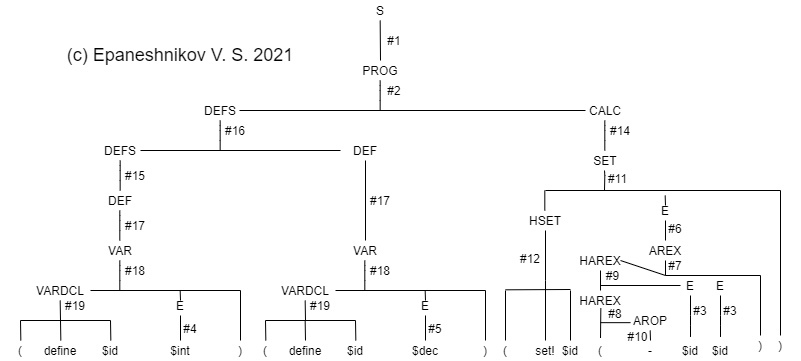 S
#1
(c) Epaneshnikov V. S. 2021
PROG
#2
DEFS CALC
#16 #14
DEFS DEF SET
#15 #11
DEF #17 E
#17 HSET #6
VAR VAR HAREX AREX
#18 #18 #12 #9 #7
VARDCL E VARDCL E HAREX E E
#19 #4 #19 #5 #8 AROP #3 #3
#10
( define $id $int ) ( define $id $dec ) ( set! $id ( - $id $id ) )